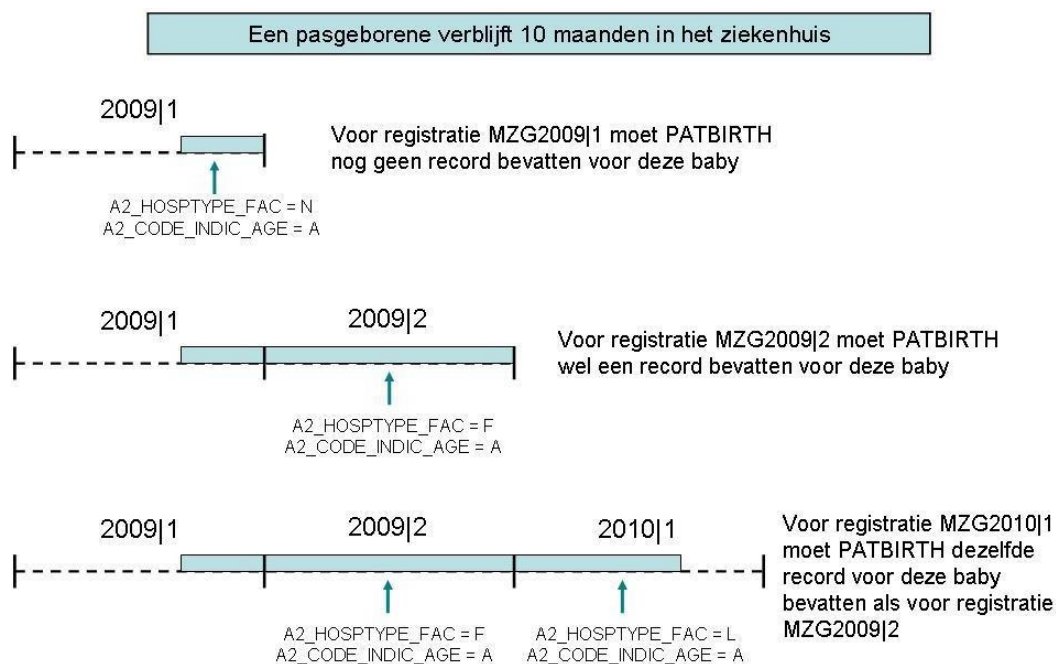 Een pasgeborene verblijft 10 maanden in het ziekenhuis
2009|1
Voor registratie MZG2009|1 moet PATBIRTH
nog geen record bevatten voor deze baby
A2_HOSPTYPE_FAC = N
A2_CODE_INDIC_AGE = A
2009|1
2009|2
Voor registratie MZG2009|2 moet PATBIRTH
wel een record bevatten voor deze baby
A2_HOSPTYPE_FAC = F
A2_CODE_INDIC_AGE = A
2009|1
2009|2
2010|1
Voor registratie MZG2010|1
moet PATBIRTH dezelfde
record voor deze baby
bevatten als voor registratie
MZG2009|2
A2_HOSPTYPE_FAC = F
A2_CODE_INDIC_AGE = A
A2_HOSPTYPE_FAC = L
A2_CODE_INDIC_AGE = A